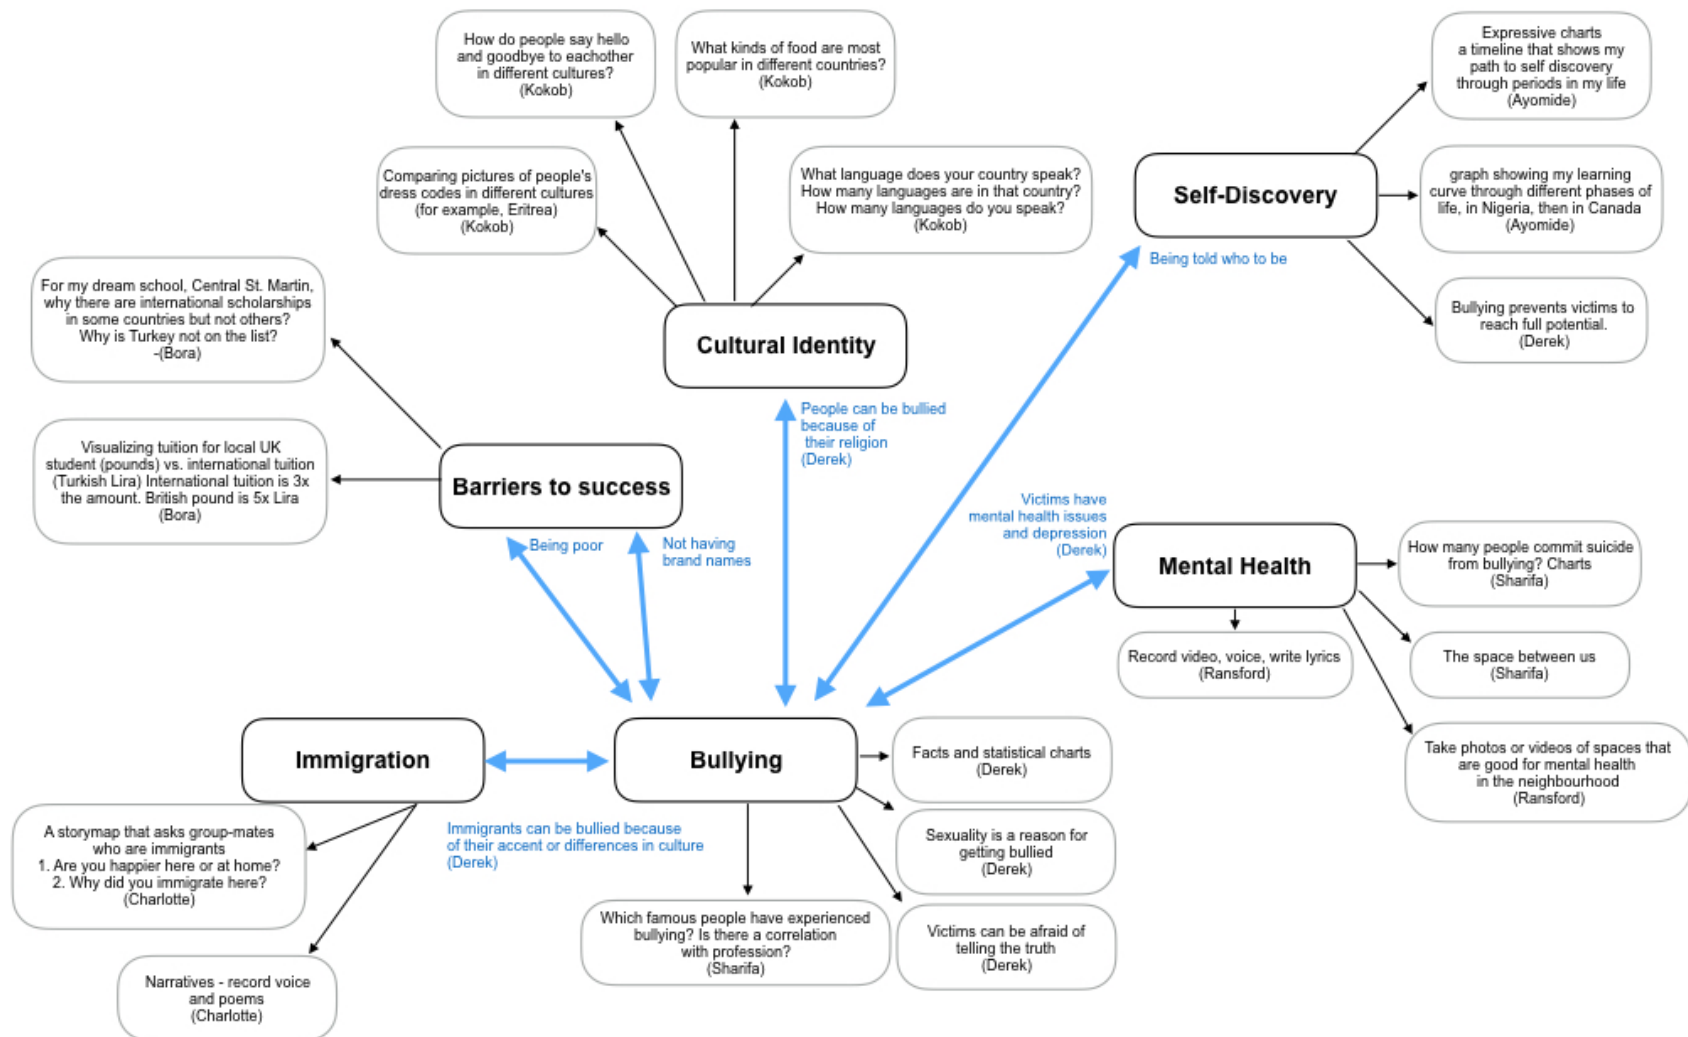 How do people say hello
and goodbye to eachother
in different cultures?
(Kokob)
What kinds of food are most
popular in different countries?
(Kokob)
Comparing pictures of people's
dress codes in different cultures
(for example, Eritrea)
(Kokob)
What language does your country speak?
How many languages are in that country?
How many languages do you speak?
(Kokob)
Cultural Identity
Expressive charts
a timeline that shows my
path to self discovery
through periods in my life
(Ayomide)
Self-Discovery
graph showing my learning
curve through different phases of
life, in Nigeria, then in Canada
(Ayomide)
Being told who to be
Bullying prevents victims to
reach full potential.
(Derek)
For my dream school, Central St. Martin,
why there are international scholarships
in some countries but not others?
Why is Turkey not on the list?
-(Bora)
Visualizing tuition for local UK
student (pounds) vs. international tuition
(Turkish Lira) International tuition is 3x
the amount. British pound is 5x Lira
(Bora)
Barriers to success
Being poor
Not having
brand names
People can be bullied
because of
their religion
(Derek)
Victims have
mental health issues
and depression
(Derek)
Mental Health
How many people commit suicide
from bullying? Charts
(Sharifa)
Record video, voice, write lyrics
(Ransford)
The space between us
(Sharifa)
Take photos or videos of spaces that
are good for mental health
in the neighbourhood
(Ransford)
Immigration
Bullying
Facts and statistical charts
(Derek)
Sexuality is a reason for
getting bullied
(Derek)
Victims can be afraid of
telling the truth
(Derek)
Which famous people have experienced
bullying? Is there a correlation
with profession?
(Sharifa)
Immigrants can be bullied because
of their accent or differences in culture
(Derek)
A storymap that asks group-mates
who are immigrants
1. Are you happier here or at home?
2. Why did you immigrate here?
(Charlotte)
Narratives - record voice
and poems
(Charlotte)